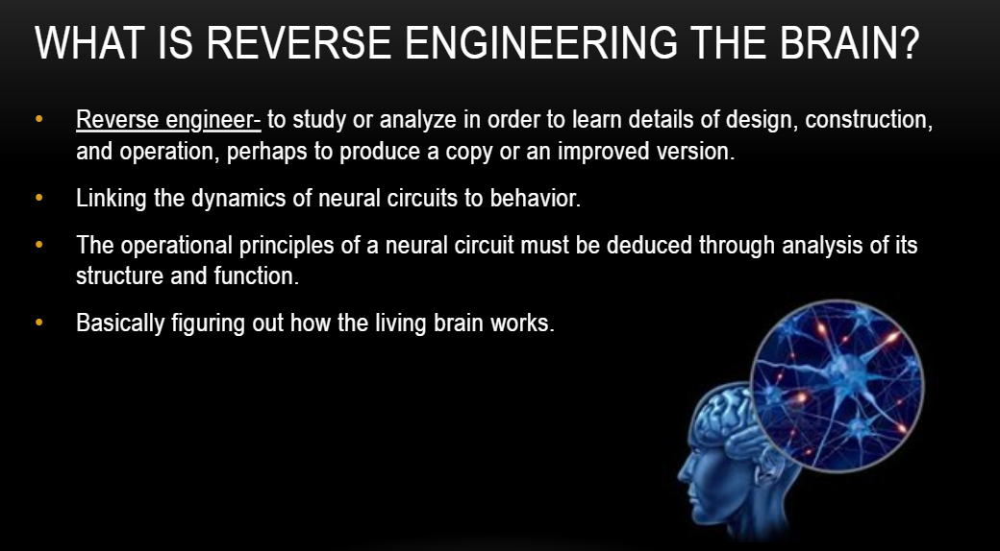 WHAT IS REVERSE ENGINEERING THE BRAIN?
• Reverse engineer- to study or analyze in order to learn details of design, construction,
and operation, perhaps to produce a copy or an improved version.
• Linking the dynamics of neural circuits to behavior.
• The operational principles of a neural circuit must be deduced through analysis of its
structure and function.
• Basically figuring out how the living brain works.